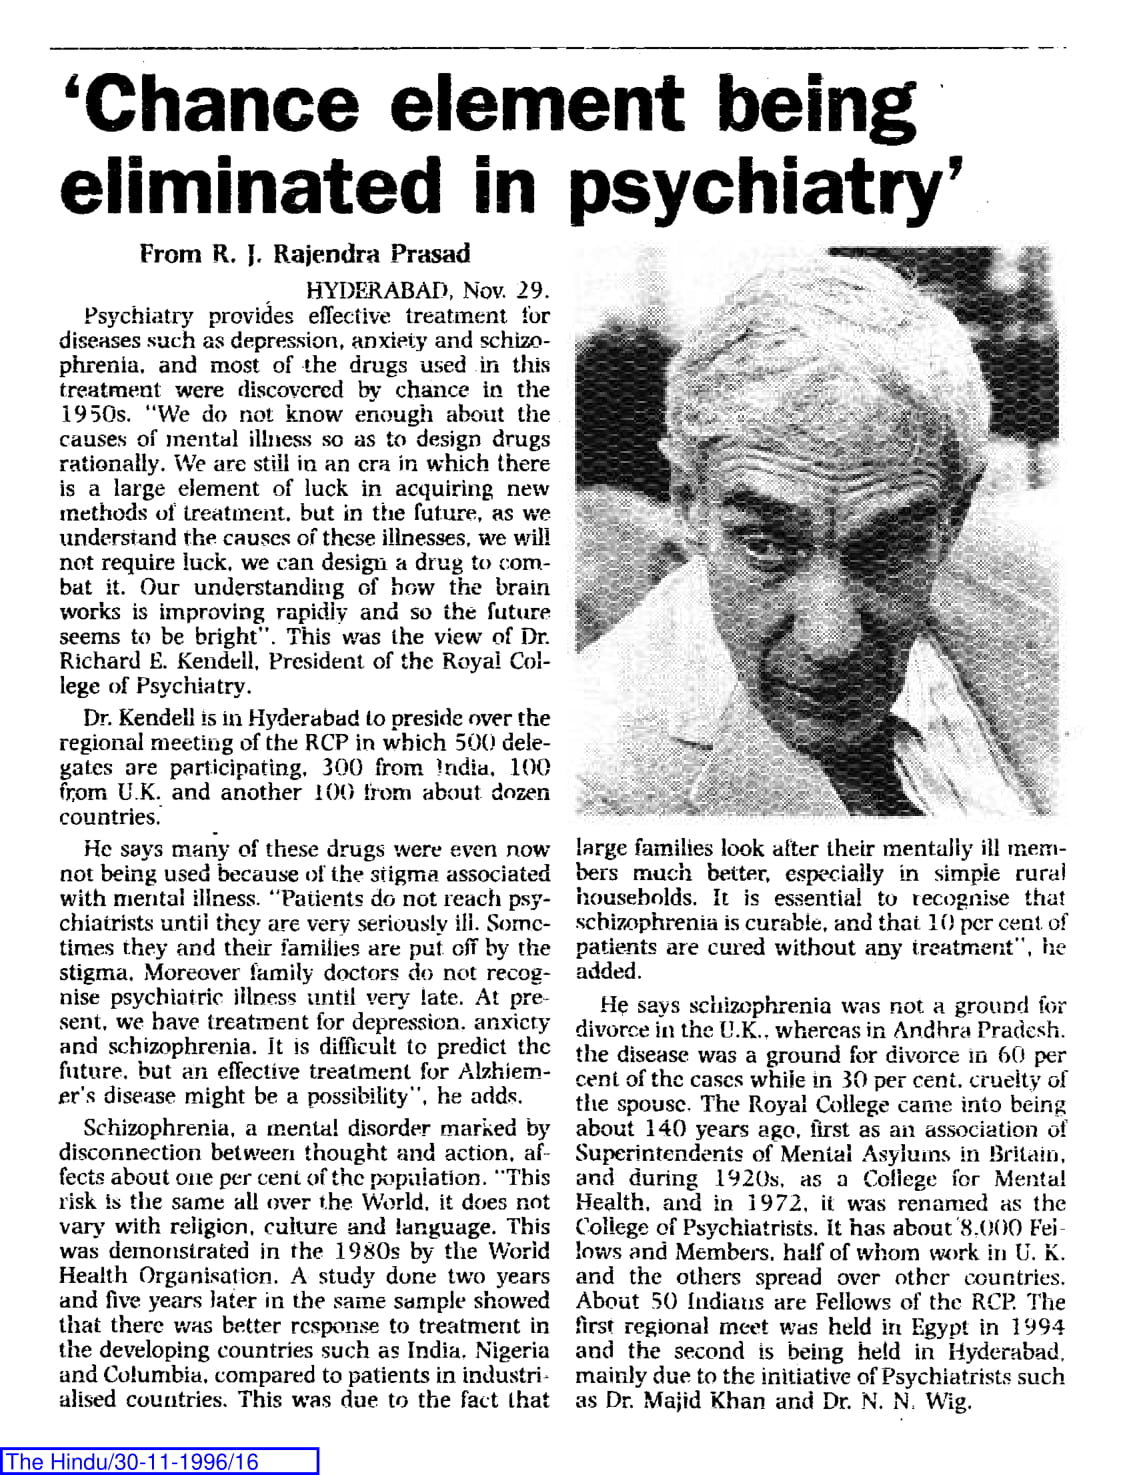 ‘Chance element being
eliminated in psychiatry’
From R. J. Rajendra Prasad
HYDERABAD, Nov. 29.
Psychiatry provides effective treatment for
diseases such as depression, anxiety and schizo-
phrenia, and most of the drugs used in this
treatment were discovered by chance in the
1950s. "We do not know enough about the
causes of mental illness so as to design drugs
rationally. We are still in an era in which there
is a large element of luck in acquiring new
methods of treatment, but in the future, as we
understand the causes of these illnesses, we will
not require luck, we can design a drug to com-
bat it. Our understanding of how the brain
works is improving rapidly and so the future
seems to be bright". This was the view of Dr.
Richard E. Kendell, President of the Royal Col-
lege of Psychiatry.
Dr. Kendell is in Hyderabad to preside over the
regional meeting of the RCP in which 500 dele-
gates are participating, 300 from India, 100
from U.K. and another 100 from about dozen
countries.
He says many of these drugs were even now
not being used because of the stigma associated
with mental illness. "Patients do not reach psy-
chiatrists until they are very seriously ill. Some-
times they and their families are put off by the
stigma. Moreover family doctors do not recog-
nise psychiatric illness until very late. At pre-
sent, we have treatment for depression, anxiety
and schizophrenia. It is difficult to predict the
future, but an effective treatment for Alzhiem-
er's disease might be a possibility", he adds.
Schizophrenia, a mental disorder marked by
disconnection between thought and action, af-
fects about one per cent of the population. "This
risk is the same all over the World, it does not
vary with religion, culture and language. This
was demonstrated in the 1980s by the World
Health Organisation. A study done two years
and five years later in the same sample showed
that there was better response to treatment in
the developing countries such as India, Nigeria
and Columbia, compared to patients in industri-
alised countries. This was due to the fact that
large families look after their mentally ill mem-
bers much better, especially in simple rural
households. It is essential to recognise that
schizophrenia is curable, and that 10 per cent of
patients are cured without any treatment", he
added.
He says schizophrenia was not a ground for
divorce in the U.K., whereas in Andhra Pradesh,
the disease was a ground for divorce in 60 per
cent of the cases while in 30 per cent, cruelty of
the spouse. The Royal College came into being
about 140 years ago, first as an association of
Superintendents of Mental Asylums in Britain,
and during 1920s, as a College for Mental
Health, and in 1972, it was renamed as the
College of Psychiatrists. It has about 8,000 Fel-
lows and Members, half of whom work in U. K.
and the others spread over other countries.
About 50 Indians are Fellows of the RCP. The
first regional meet was held in Egypt in 1994
and the second is being held in Hyderabad,
mainly due to the initiative of Psychiatrists such
as Dr. Majid Khan and Dr. N. N. Wig.
The Hindu/30-11-1996/16